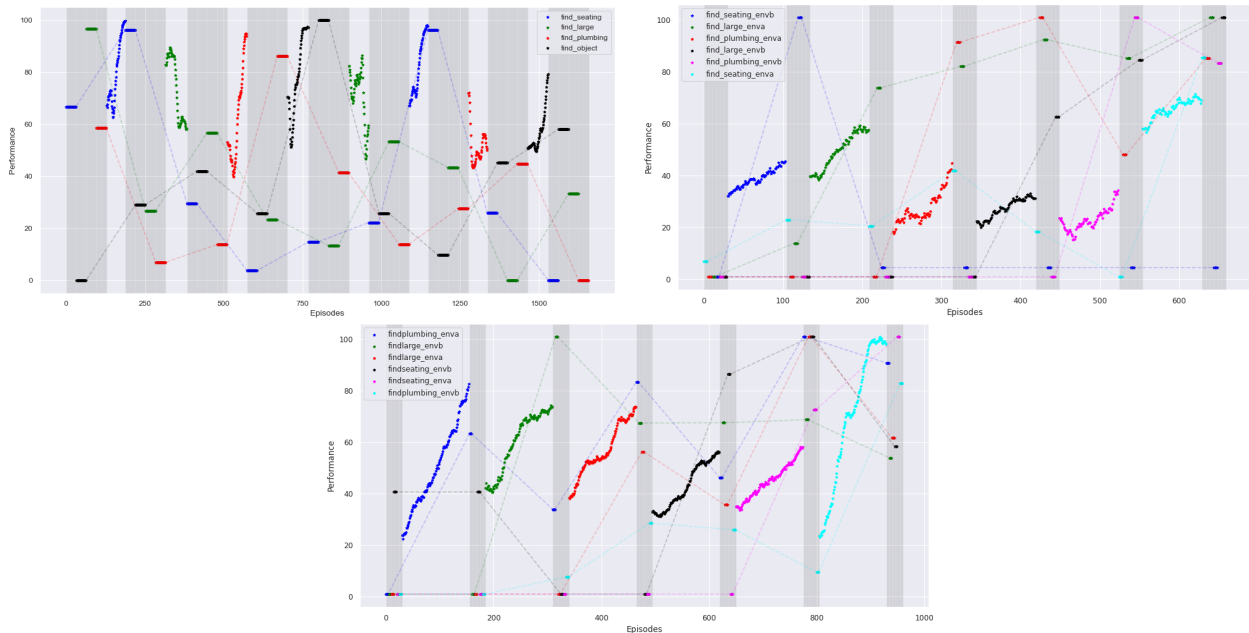 100
80
60
40
20
0
Performance
0
250
500
750
1000
1250
1500
Episodes
find_seating
find_large
find_plumbing
find_object
100
80
60
40
20
0
Performance
0
100
200
300
400
500
600
Episodes
find_seating_envb
find_large_enva
find_plumbing_enva
find_large_envb
find_plumbing_envb
find_seating_enva
100
80
60
40
20
0
Performance
0
200
400
600
800
1000
Episodes
findplumbing_enva
findlarge_envb
findlarge_enva
findseating_envb
findseating_enva
findplumbing_envb